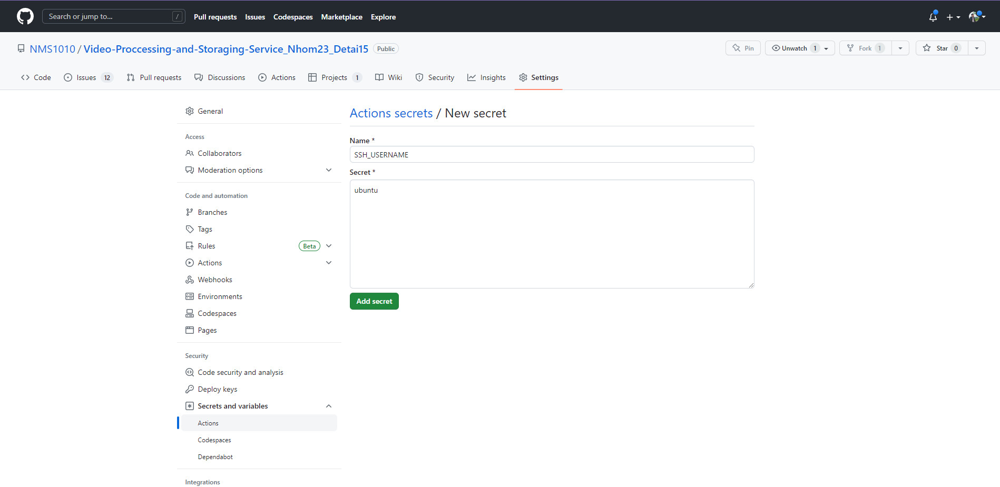 Search or jump to... / Pull requests Issues Codespaces Marketplace Explore
NMS1010 / Video-Proccessing-and-Storaging-Service_Nhom23_Detai15 Public Pin Unwatch 1 Fork 1 Star 0
Code Issues 12 Pull requests Discussions Actions Projects 1 Wiki Security Insights Settings
General
Access
Collaborators
Moderation options
Code and automation
Branches
Tags
Rules Beta
Actions
Webhooks
Environments
Codespaces
Pages
Security
Code security and analysis
Deploy keys
Secrets and variables
Actions
Codespaces
Dependabot
Integrations
Actions secrets / New secret
Name *
SSH_USERNAME
Secret *
ubuntu
Add secret